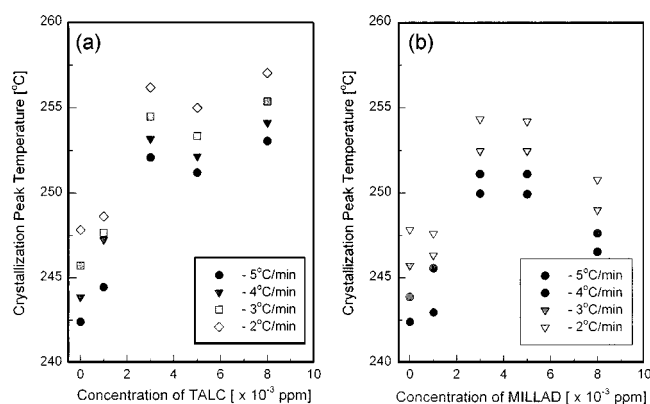 (a)
Crystallization Peak Temperature [°C]
260
255
250
245
240
0 2 4 6 8 10
Concentration of TALC [ x 10⁻³ ppm]
- 5°C/min
- 4°C/min
- 3°C/min
- 2°C/min
(b)
Crystallization Peak Temperature [°C]
260
255
250
245
240
0 2 4 6 8 10
Concentration of MILLAD [ x 10⁻³ ppm]
- 5°C/min
- 4°C/min
- 3°C/min
- 2°C/min